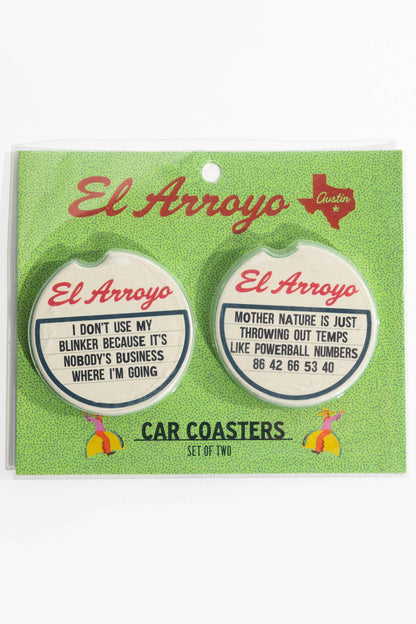 El Arroyo
Austin
El Arroyo
I DON'T USE MY
BLINKER BECAUSE IT'S
NOBODY'S BUSINESS
WHERE I'M GOING
El Arroyo
MOTHER NATURE IS JUST
THROWING OUT TEMPS
LIKE POWERBALL NUMBERS
86 42 66 53 40
CAR COASTERS
SET OF TWO